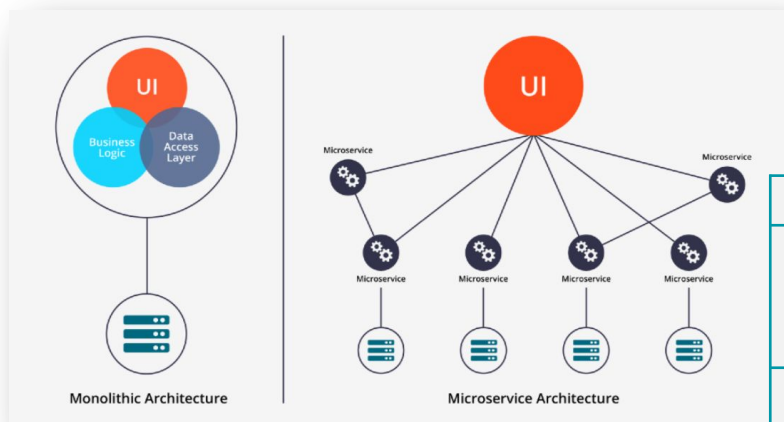 UI
Business
Logic
Data
Access
Layer
Monolithic Architecture
UI
Microservice
Microservice
Microservice
Microservice
Microservice
Microservice
Microservice Architecture